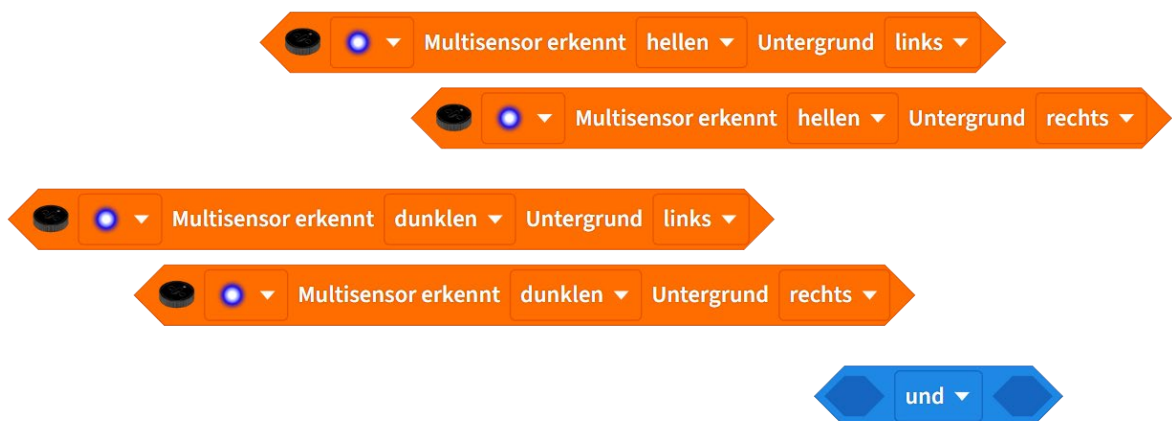 Multisensor erkennt hellen Untergrund links
Multisensor erkennt hellen Untergrund rechts
Multisensor erkennt dunklen Untergrund links
Multisensor erkennt dunklen Untergrund rechts
und